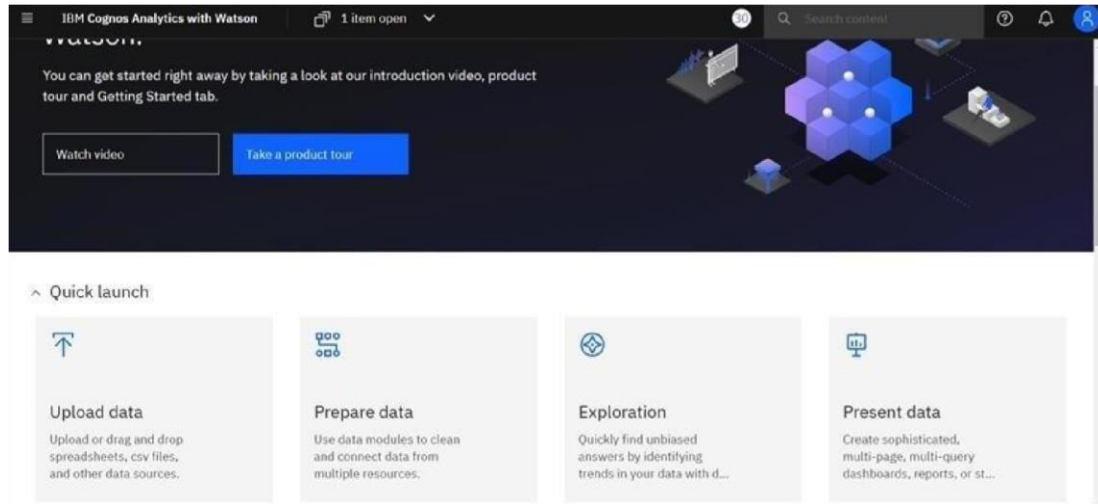 IBM Cognos Analytics with Watson
1 item open
30
Search content
Watson.
You can get started right away by taking a look at our introduction video, product
tour and Getting Started tab.
Watch video
Take a product tour
Quick launch
Upload data
Upload or drag and drop
spreadsheets, csv files,
and other data sources.
Prepare data
Use data modules to clean
and connect data from
multiple resources.
Exploration
Quickly find unbiased
answers by identifying
trends in your data with d...
Present data
Create sophisticated,
multi-page, multi-query
dashboards, reports, or st...